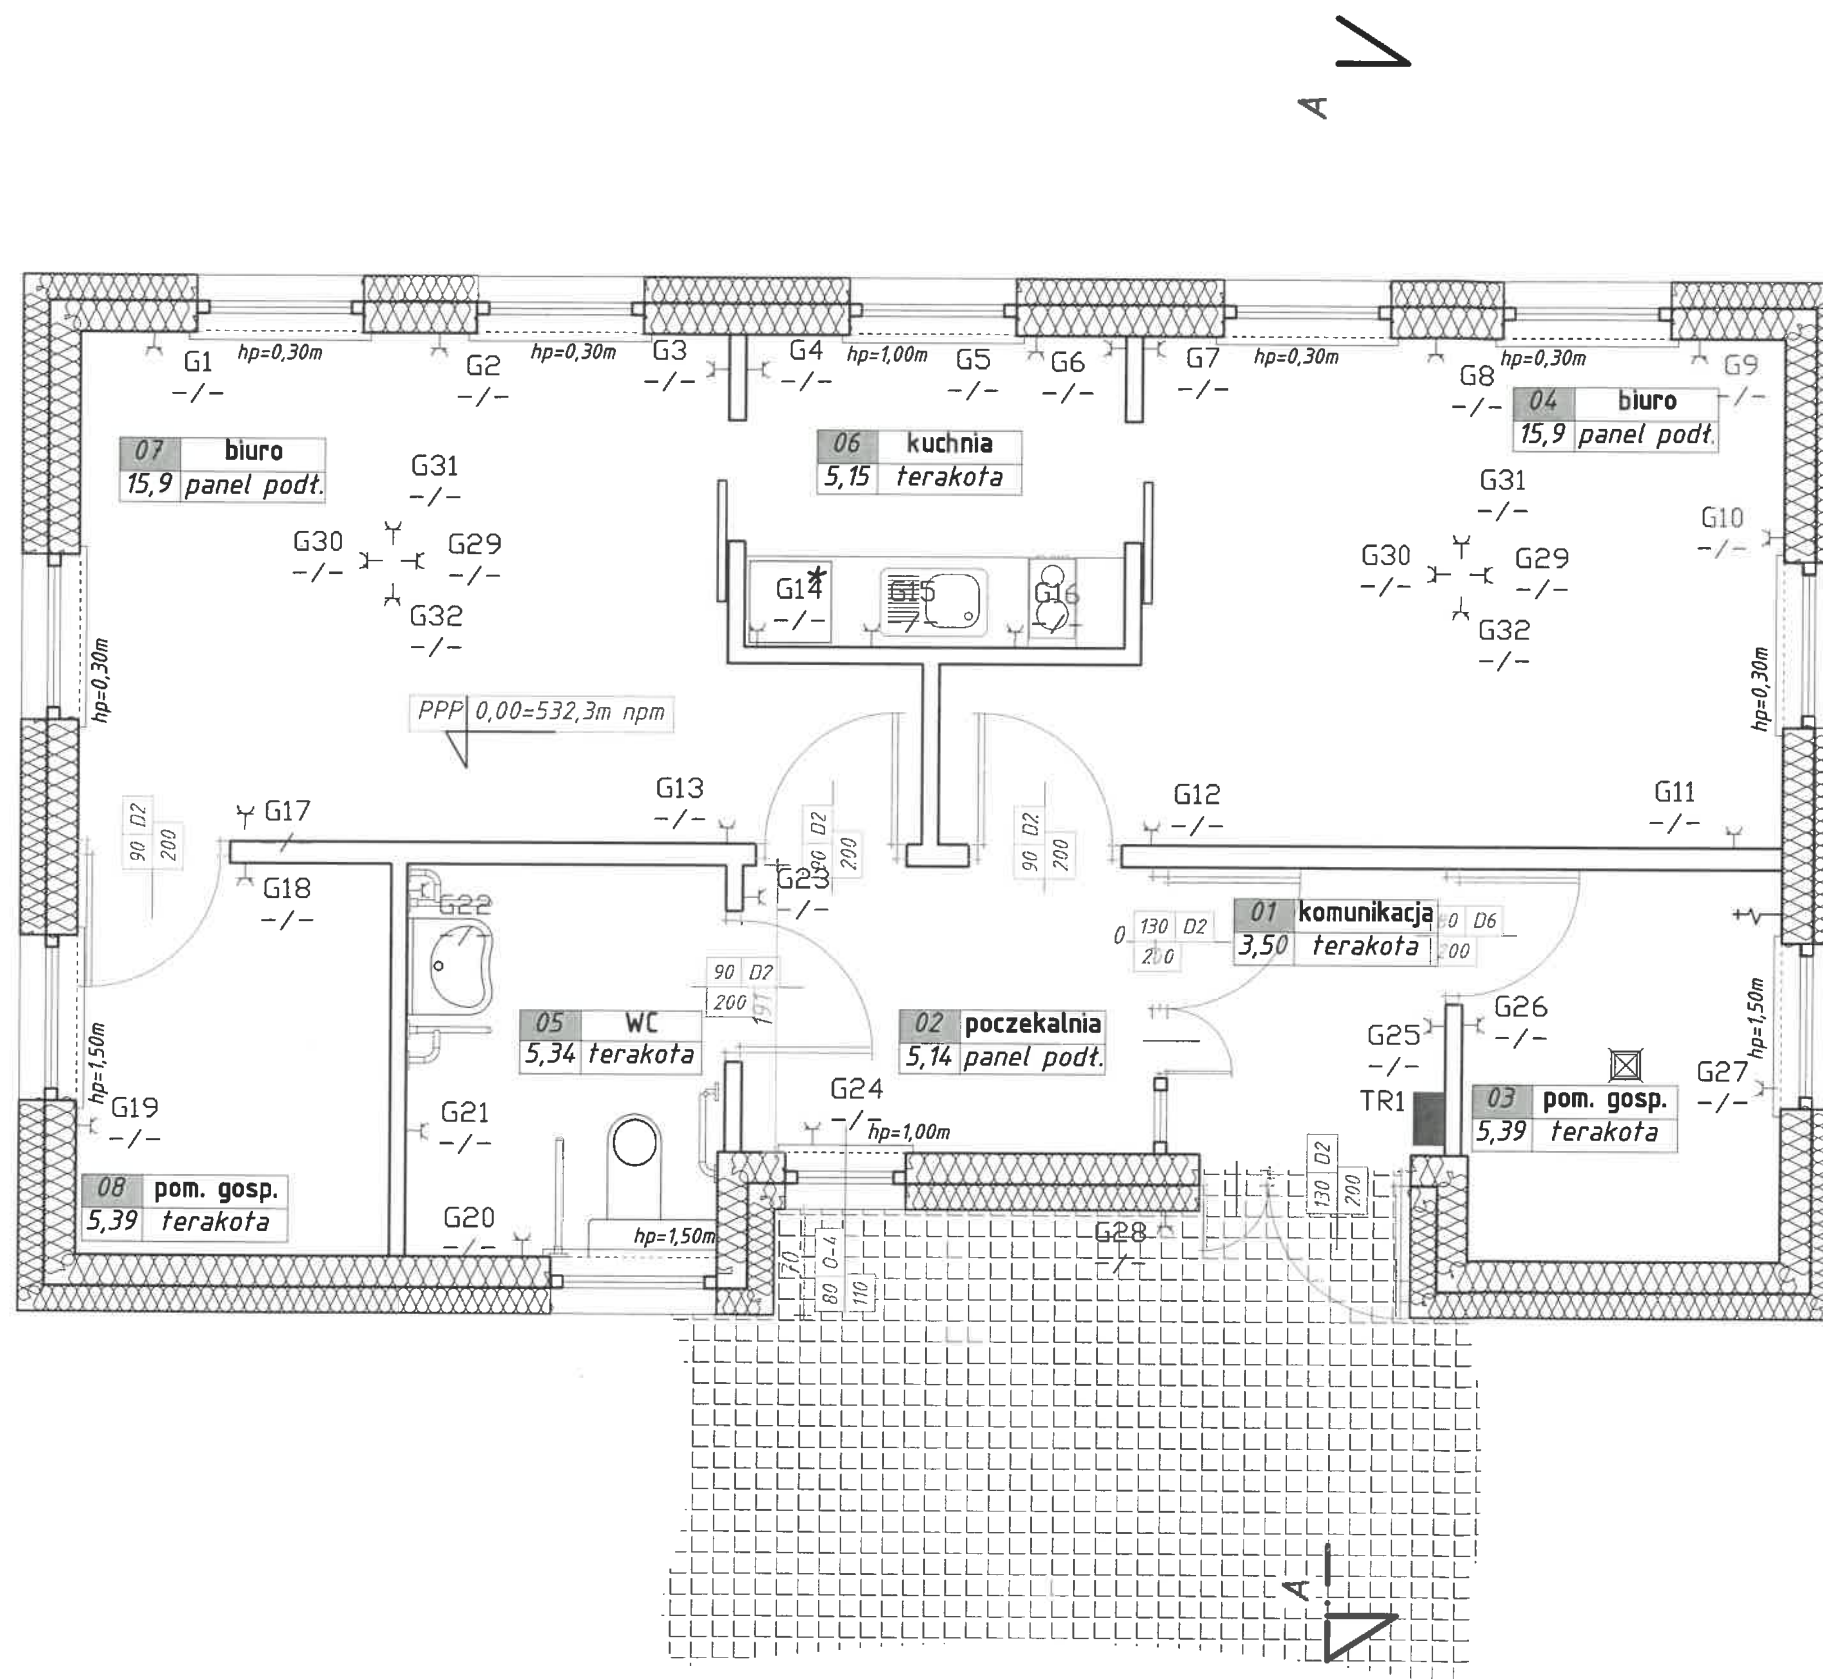 A
G1
-/-
hp=0,30m
G2
-/-
hp=0,30m
G3
-/-
G4
-/-
hp=1,00m
G5
-/-
G6
-/-
G7
-/-
hp=0,30m
G8
-/-
hp=0,30m
G9
-/-
07 biuro
15,9 panel podł.
06 kuchnia
5,15 terakota
04 biuro
15,9 panel podł.
G31
-/-
G30
-/-
G29
-/-
G32
-/-
G31
-/-
G30
-/-
G29
-/-
G32
-/-
G10
-/-
G14
-/-
G15
-/-
G16
-/-
hp=0,30m
hp=0,30m
PPP 0,00=532,3m npm
G17
G13
-/-
G12
-/-
G11
-/-
90 D2
200
90 D2
200
90 D2
200
G18
-/-
G22
-/-
G23
-/-
130 D2
200
01 komunikacja
3,50 terakota
D6
200
90 D2
200
191
05 WC
5,34 terakota
02 poczekalnia
5,14 panel podł.
G25
-/-
G26
-/-
hp=1,50m
hp=1,50m
G19
-/-
G21
-/-
G24
-/-
hp=1,00m
TR1
03 pom. gosp.
5,39 terakota
G27
-/-
08 pom. gosp.
5,39 terakota
G20
-/-
hp=1,50m
130 D2
200
G28
-/-
70
80 0-4
110
A